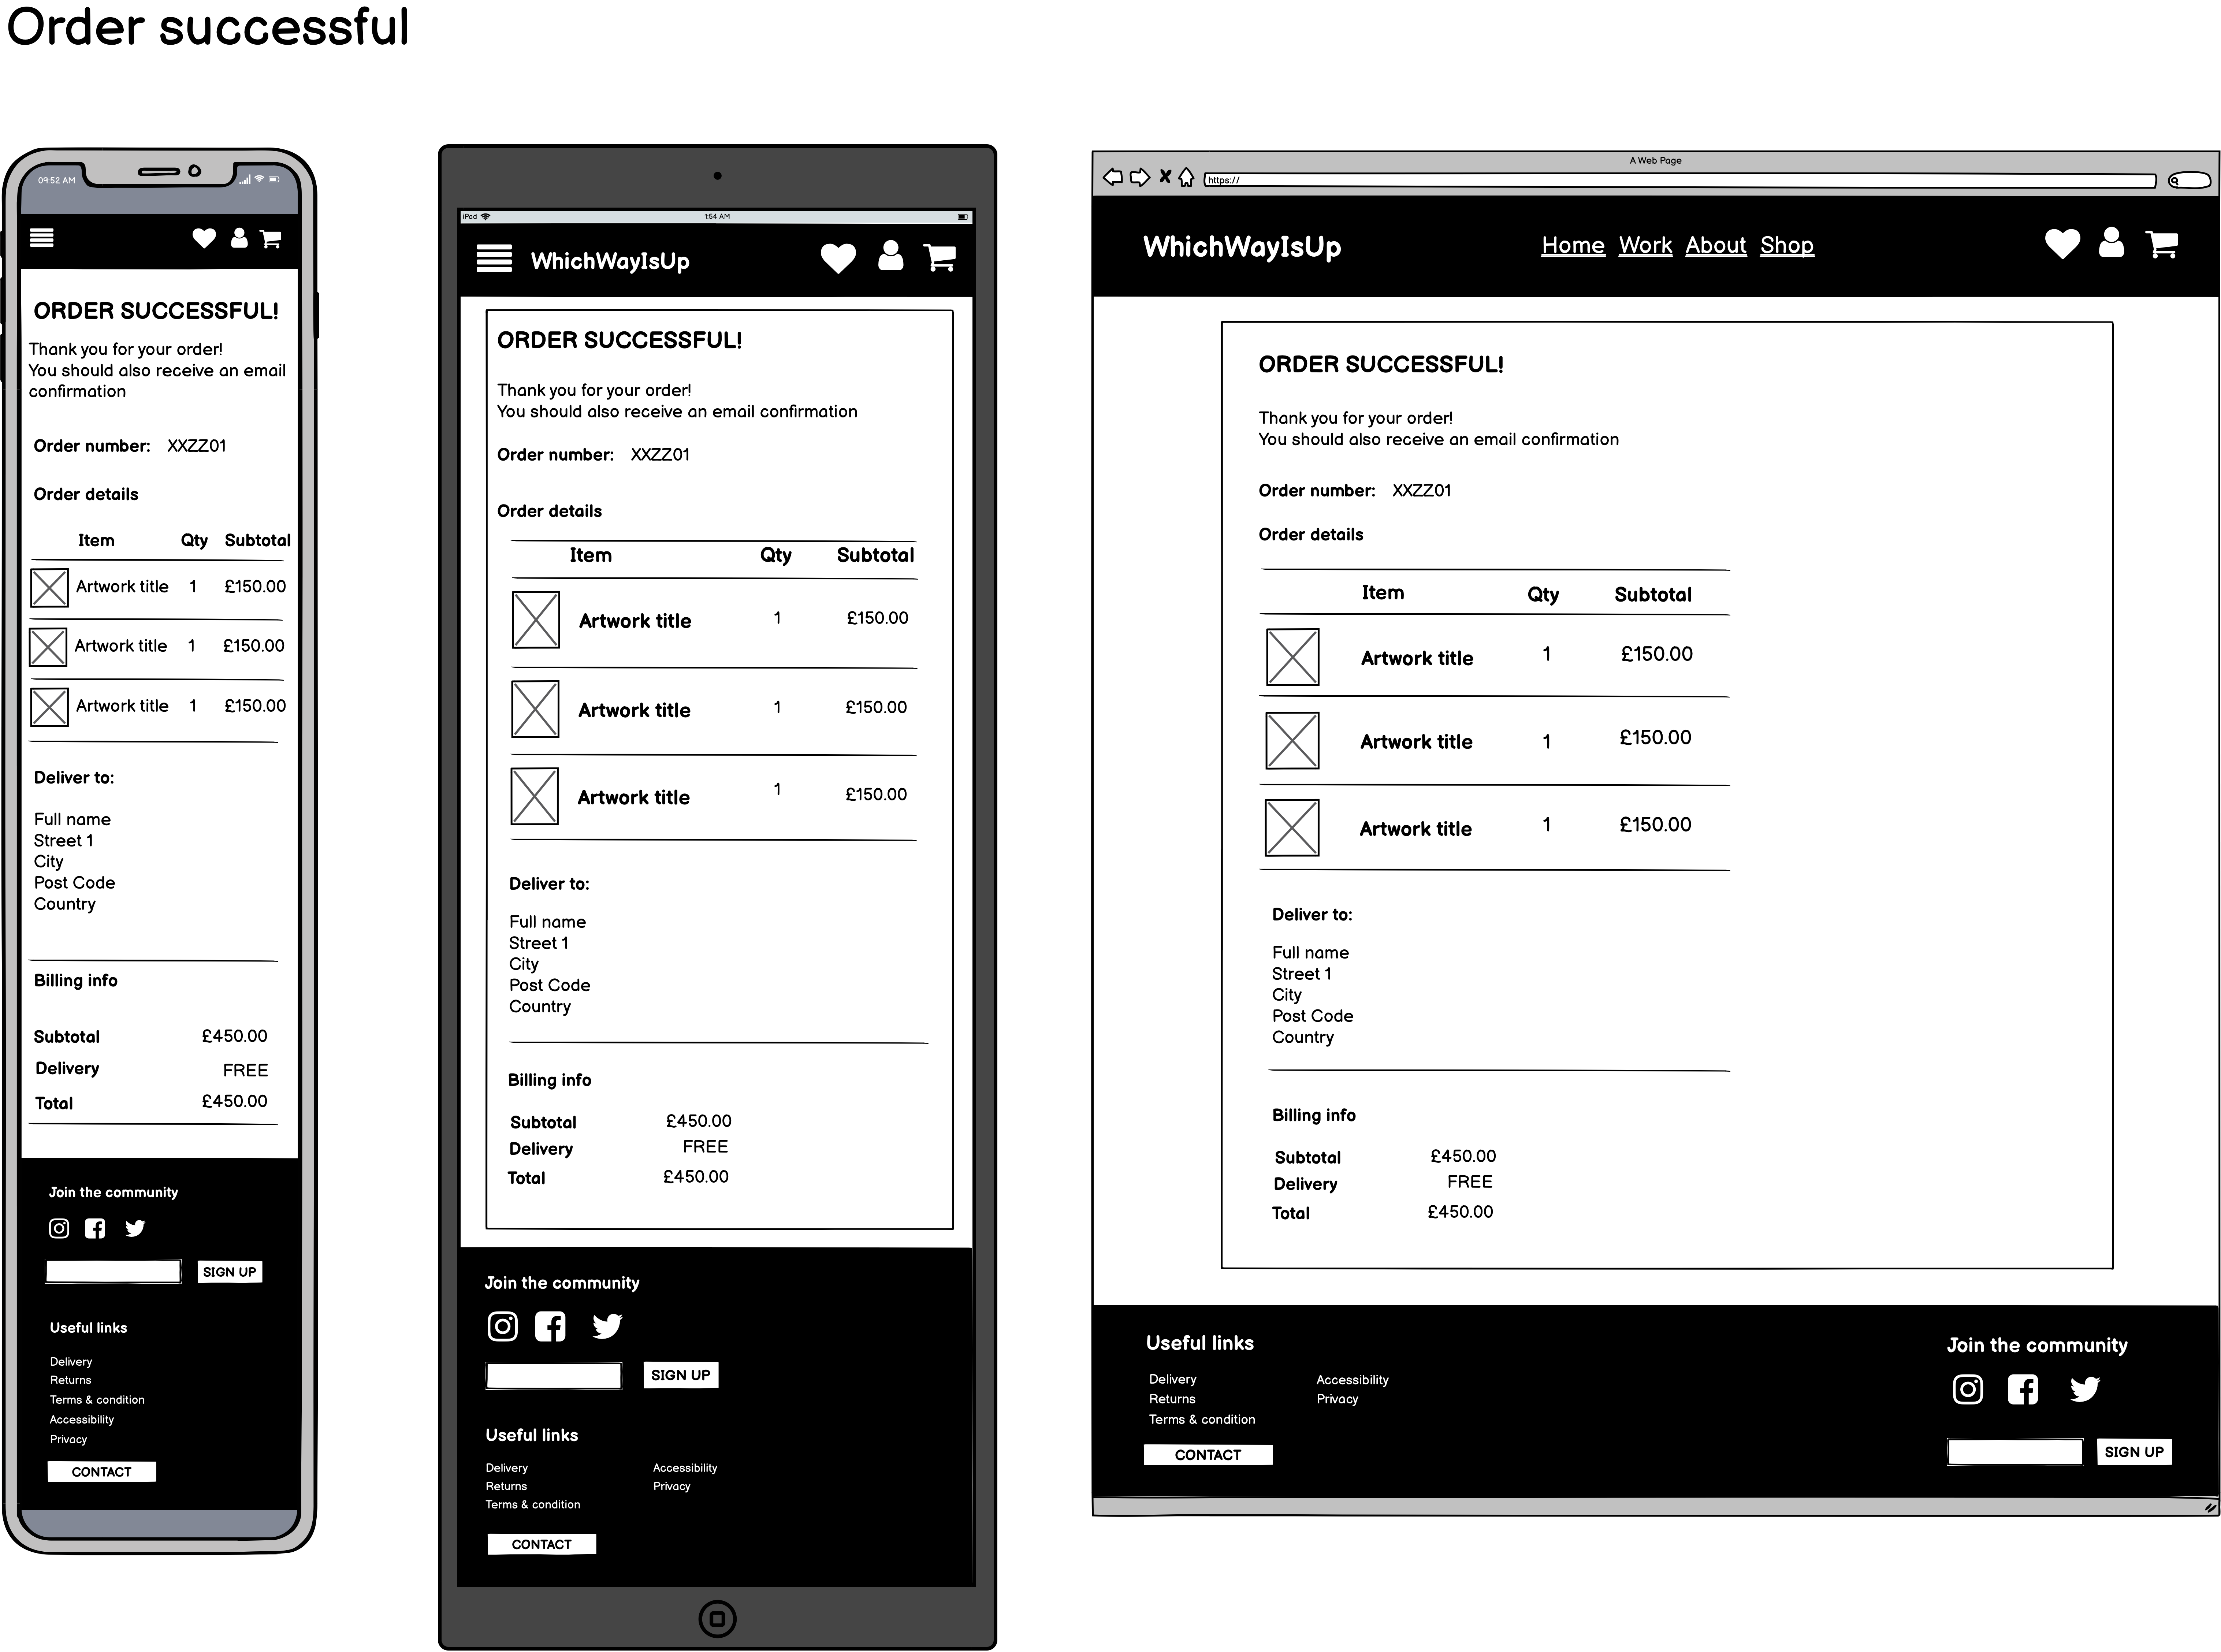 Order successful
09:52 AM
ORDER SUCCESSFUL!
Thank you for your order!
You should also receive an email
confirmation
Order number: XXZZ01
Order details
Item Qty Subtotal
Artwork title 1 £150.00
Artwork title 1 £150.00
Artwork title 1 £150.00
Deliver to:
Full name
Street 1
City
Post Code
Country
Billing info
Subtotal £450.00
Delivery FREE
Total £450.00
Join the community
SIGN UP
Useful links
Delivery
Returns
Terms & condition
Accessibility
Privacy
CONTACT
iPad 1:54 AM
WhichWayIsUp
ORDER SUCCESSFUL!
Thank you for your order!
You should also receive an email confirmation
Order number: XXZZ01
Order details
Item Qty Subtotal
Artwork title 1 £150.00
Artwork title 1 £150.00
Artwork title 1 £150.00
Deliver to:
Full name
Street 1
City
Post Code
Country
Billing info
Subtotal £450.00
Delivery FREE
Total £450.00
Join the community
SIGN UP
Useful links
Delivery Accessibility
Returns Privacy
Terms & condition
CONTACT
A Web Page
https://
WhichWayIsUp Home Work About Shop
ORDER SUCCESSFUL!
Thank you for your order!
You should also receive an email confirmation
Order number: XXZZ01
Order details
Item Qty Subtotal
Artwork title 1 £150.00
Artwork title 1 £150.00
Artwork title 1 £150.00
Deliver to:
Full name
Street 1
City
Post Code
Country
Billing info
Subtotal £450.00
Delivery FREE
Total £450.00
Useful links
Delivery Accessibility
Returns Privacy
Terms & condition
CONTACT
Join the community
SIGN UP